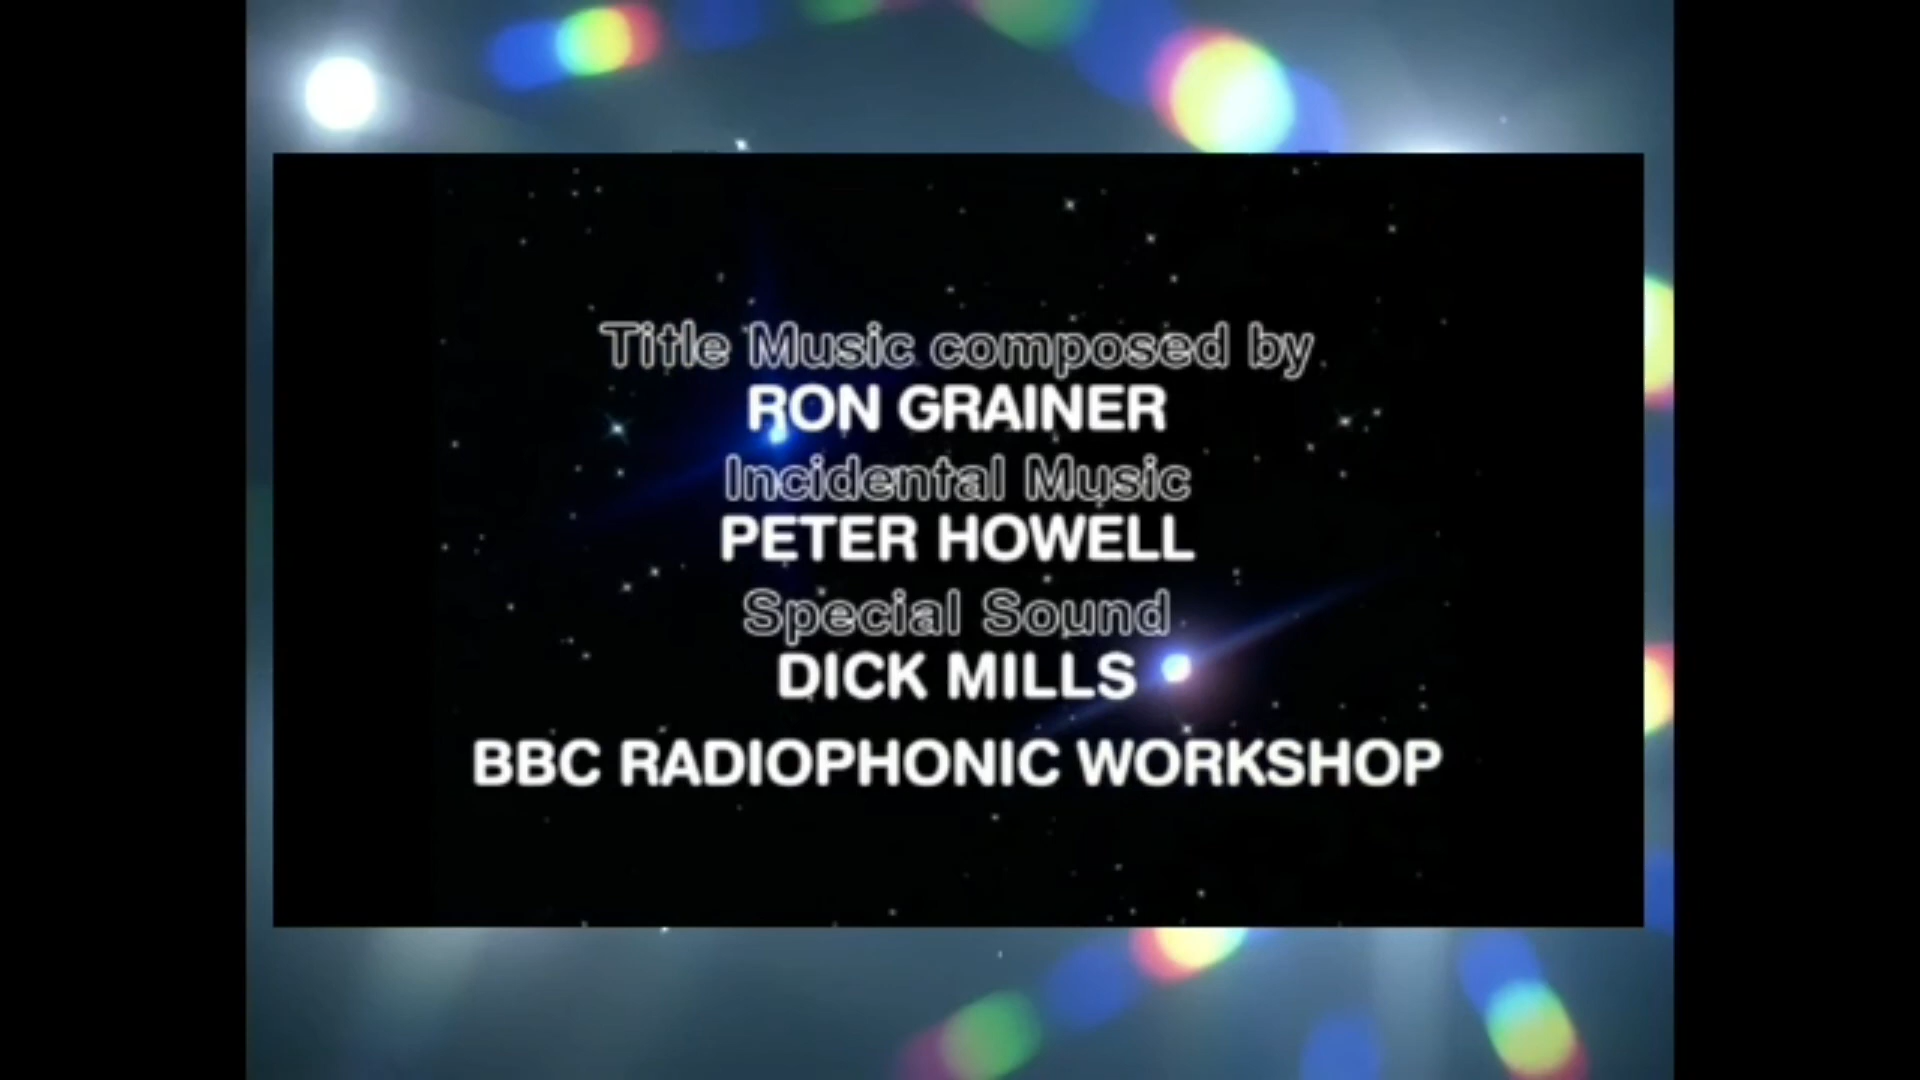 Title Music composed by
RON GRAINER
Incidental Music
PETER HOWELL
Special Sound
DICK MILLS
BBC RADIOPHONIC WORKSHOP